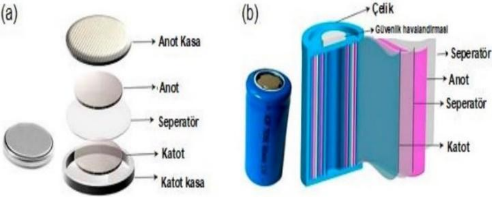 (a)
Anot Kasa
Anot
Seperatör
Katot
Katot kasa
(b)
Çelik
Güvenlik havalandırması
Seperatör
Anot
Seperatör
Katot